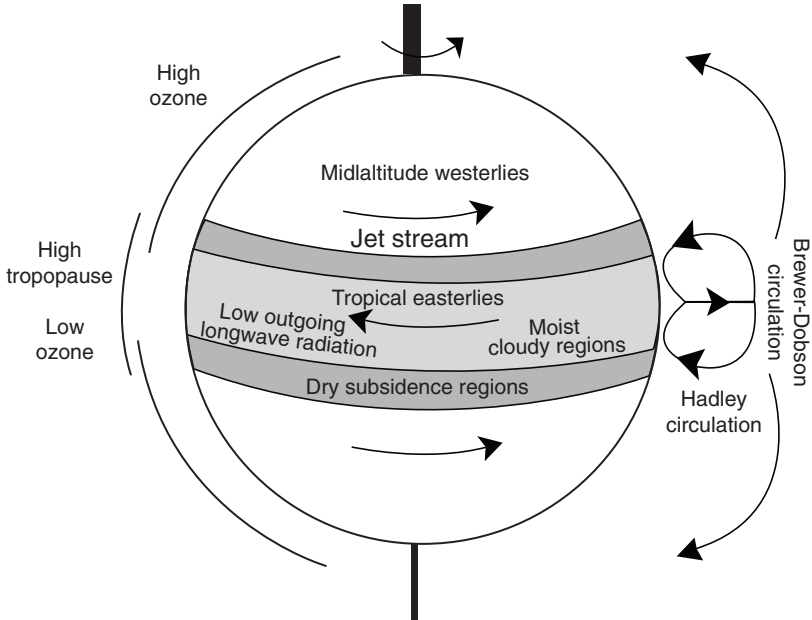 High
ozone
Midlaltitude westerlies
Jet stream
High
tropopause
Low
ozone
Tropical easterlies
Low outgoing
longwave radiation
Moist
cloudy regions
Dry subsidence regions
Hadley
circulation
Brewer-Dobson
circulation